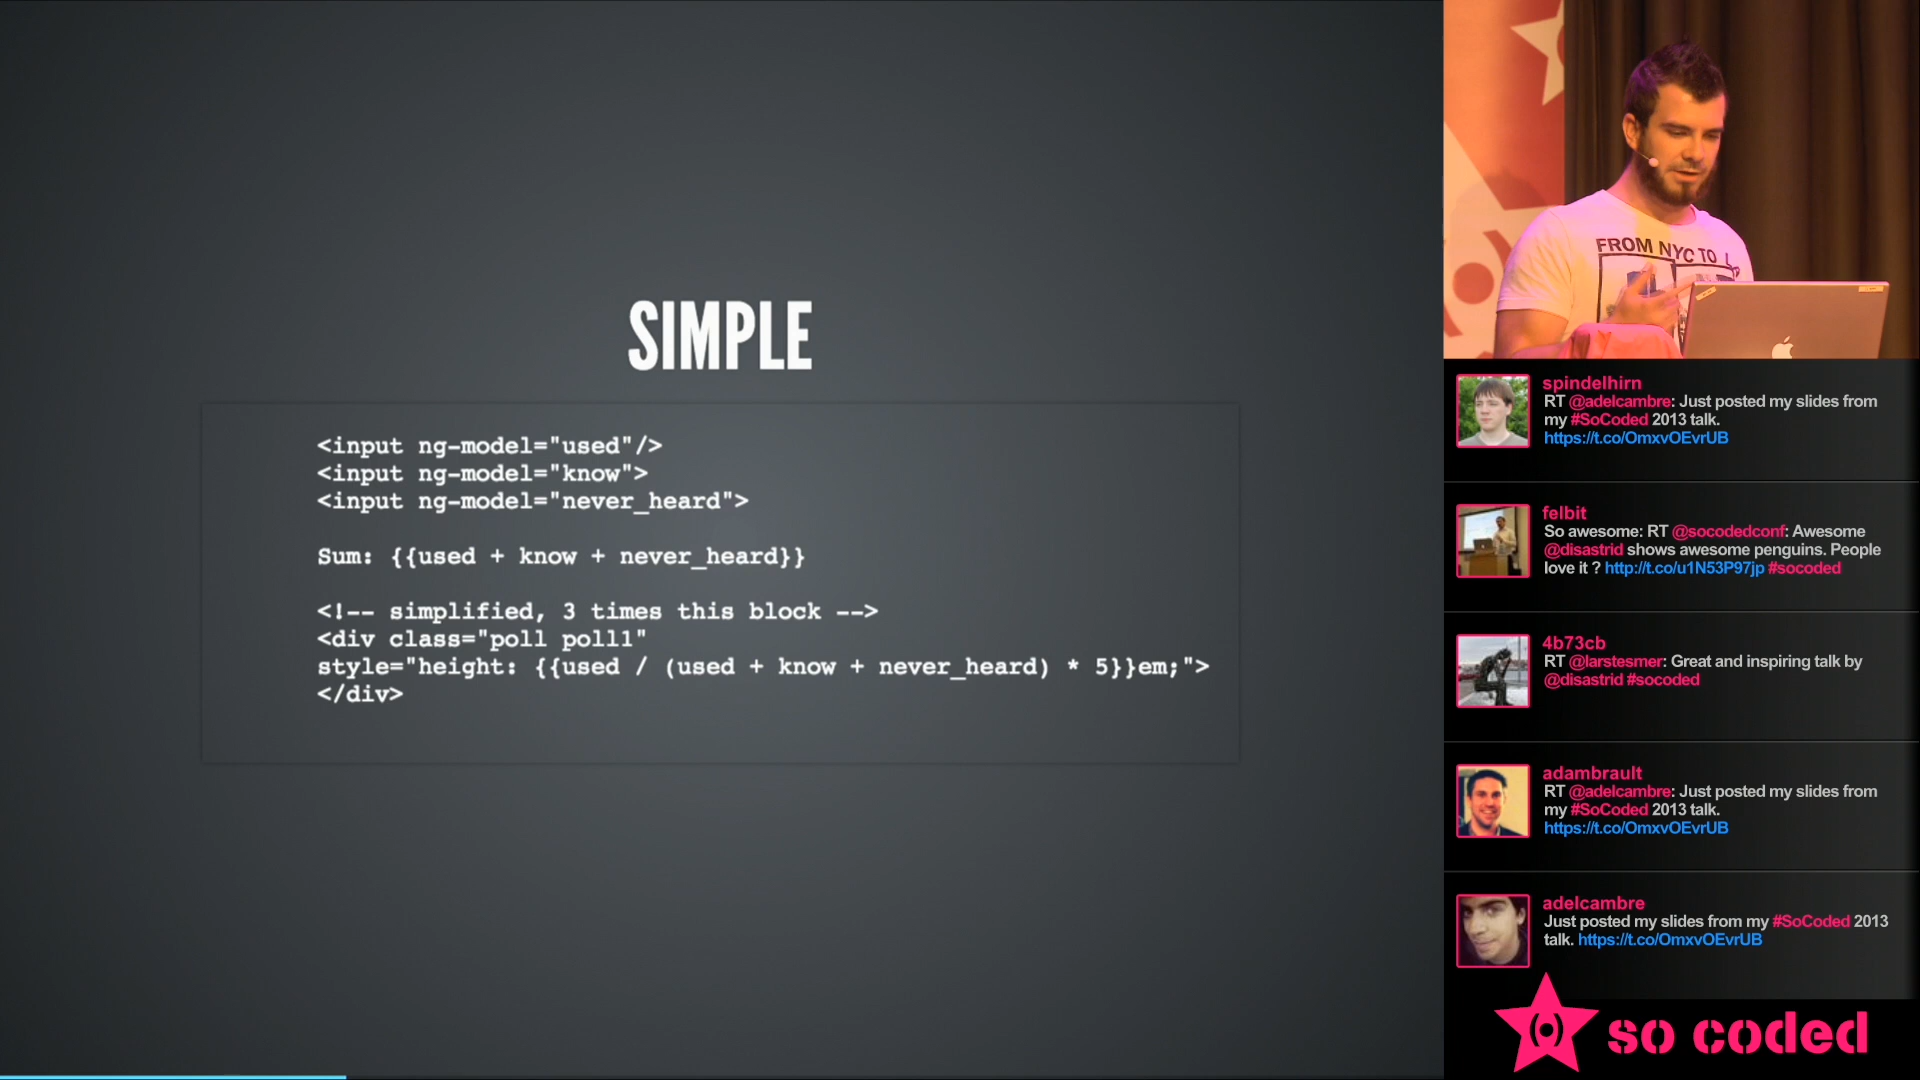 SIMPLE
<input ng-model="used"/>
<input ng-model="know">
<input ng-model="never_heard">
Sum: {{used + know + never_heard}}
<!-- simplified, 3 times this block -->
<div class="poll poll1"
style="height: {{used / (used + know + never_heard) * 5}}em;">
</div>
FROM NYC TO
spindelhirn
RT @adelcambre: Just posted my slides from
my #SoCoded 2013 talk.
https://t.co/OmxvOEvrUB
felbit
So awesome: RT @socodedconf: Awesome
@disastrid shows awesome penguins. People
love it ? http://t.co/u1N53P97jp #socoded
4b73cb
RT @larstesmer: Great and inspiring talk by
@disastrid #socoded
adambrault
RT @adelcambre: Just posted my slides from
my #SoCoded 2013 talk.
https://t.co/OmxvOEvrUB
adelcambre
Just posted my slides from my #SoCoded 2013
talk. https://t.co/OmxvOEvrUB
so coded